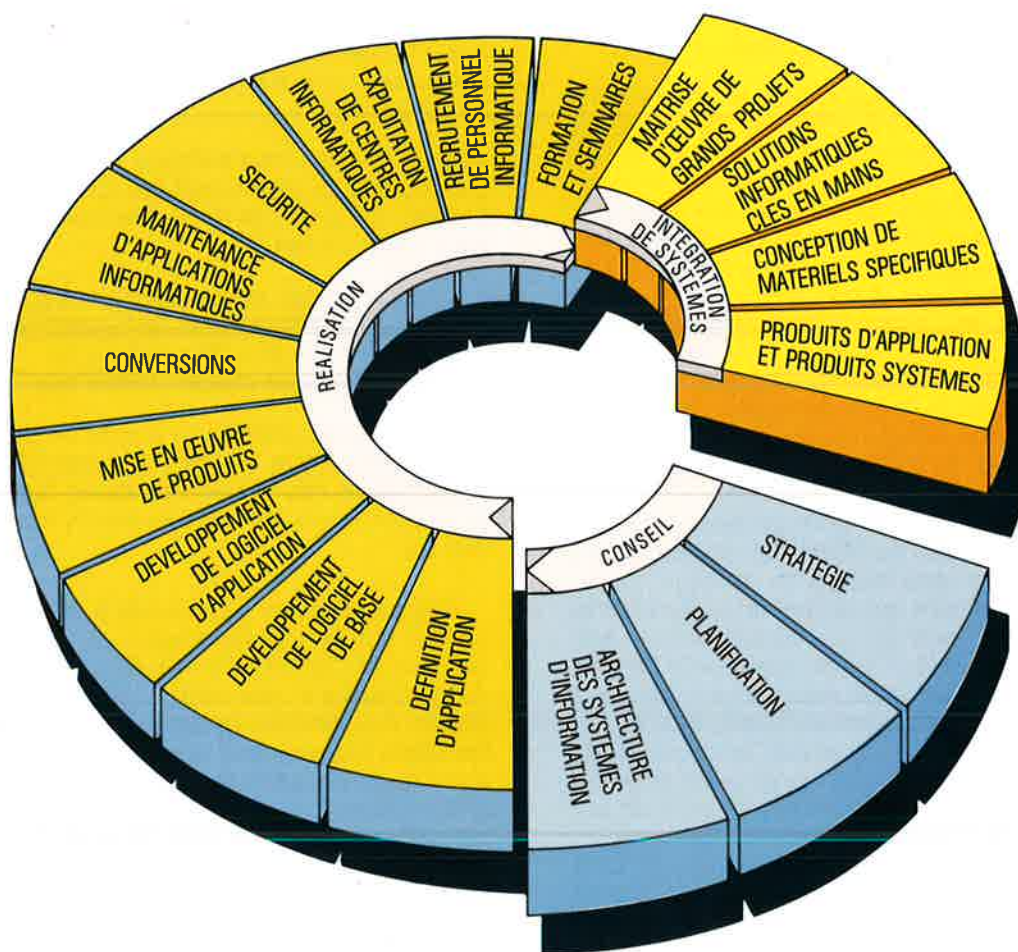 CONSEIL
STRATEGIE
PLANIFICATION
ARCHITECTURE
DES SYSTEMES
D'INFORMATION
REALISATION
DEFINITION
D'APPLICATION
DEVELOPPEMENT
DE LOGICIEL
DE BASE
DEVELOPPEMENT
DE LOGICIEL
D'APPLICATION
MISE EN ŒUVRE
DE PRODUITS
CONVERSIONS
MAINTENANCE
D'APPLICATIONS
INFORMATIQUES
SECURITE
EXPLOITATION
DE CENTRES
INFORMATIQUES
RECRUTEMENT
DE PERSONNEL
INFORMATIQUE
FORMATION
ET SEMINAIRES
INTEGRATION
DE SYSTEMES
MAITRISE
D'ŒUVRE DE
GRANDS PROJETS
SOLUTIONS
INFORMATIQUES
CLES EN MAINS
CONCEPTION DE
MATERIELS SPECIFIQUES
PRODUITS D'APPLICATION
ET PRODUITS SYSTEMES